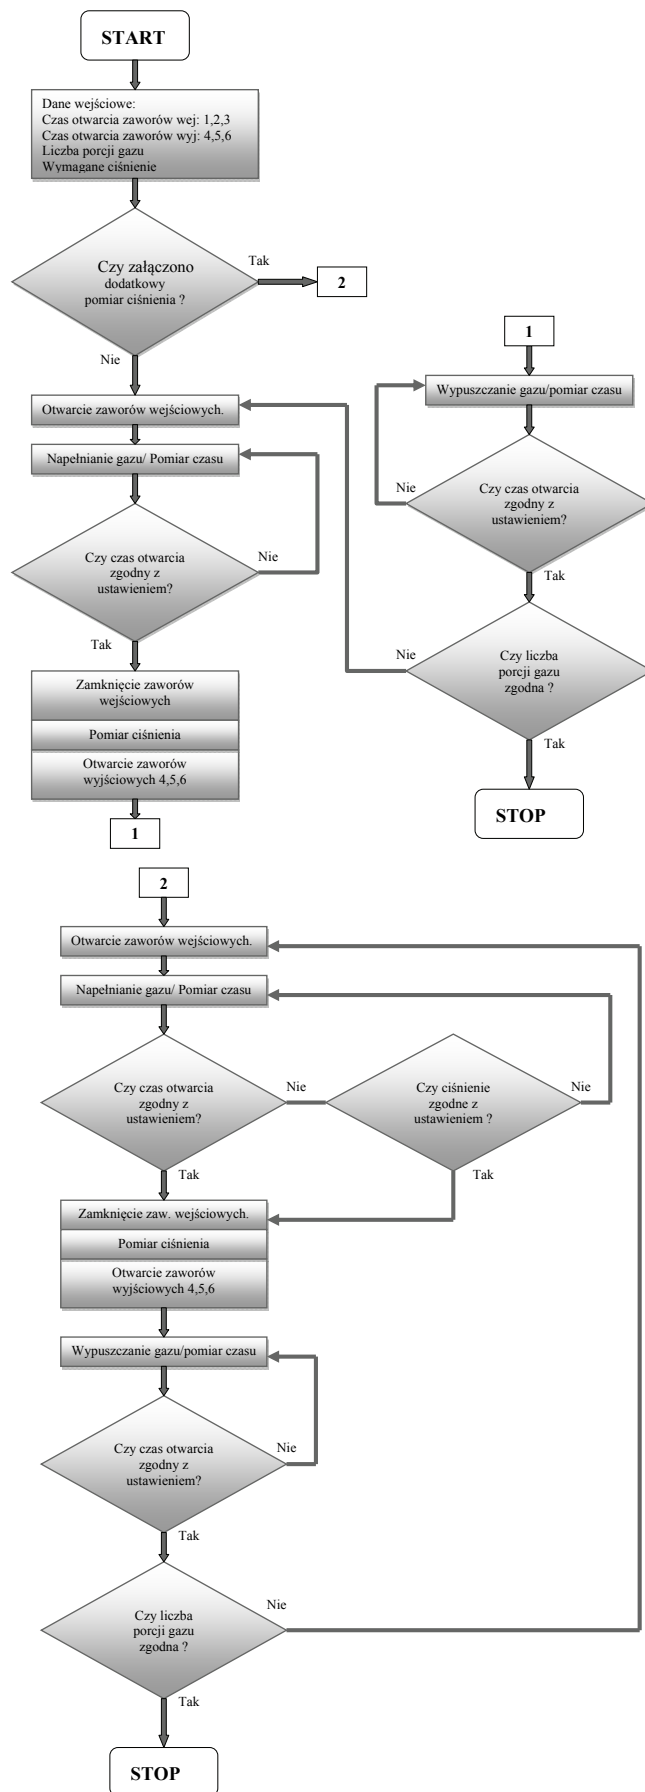 START
Dane wejściowe:
Czas otwarcia zaworów wej: 1,2,3
Czas otwarcia zaworów wyj: 4,5,6
Liczba porcji gazu
Wymagane ciśnienie
Czy załączono
dodatkowy
pomiar ciśnienia ?
Tak
2
Nie
Otwarcie zaworów wejściowych.
Napełnianie gazu/ Pomiar czasu
Czy czas otwarcia
zgodny z
ustawieniem?
Nie
Tak
Zamknięcie zaworów
wejściowych
Pomiar ciśnienia
Otwarcie zaworów
wyjściowych 4,5,6
1
1
Wypuszczanie gazu/pomiar czasu
Czy czas otwarcia
zgodny z
ustawieniem?
Nie
Tak
Czy liczba
porcji gazu
zgodna ?
Nie
Tak
STOP
2
Otwarcie zaworów wejściowych.
Napełnianie gazu/ Pomiar czasu
Czy czas otwarcia
zgodny z
ustawieniem?
Nie
Czy ciśnienie
zgodne z
ustawieniem ?
Nie
Tak
Tak
Zamknięcie zaw. wejściowych.
Pomiar ciśnienia
Otwarcie zaworów
wyjściowych 4,5,6
Wypuszczanie gazu/pomiar czasu
Czy czas otwarcia
zgodny z
ustawieniem?
Nie
Tak
Czy liczba
porcji gazu
zgodna ?
Nie
Tak
STOP